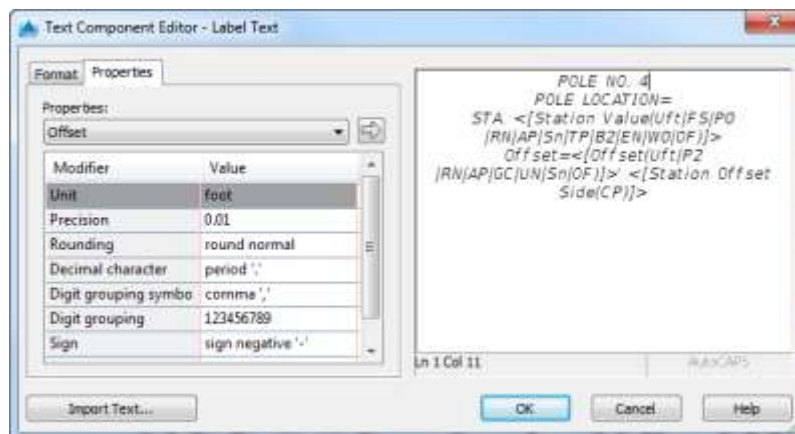 Text Component Editor - Label Text
Format Properties
Properties:
Offset
Modifier Value
Unit foot
Precision 0.01
Rounding round normal
Decimal character period '.'
Digit grouping symbo comma ','
Digit grouping 123456789
Sign sign negative '-'
POLE NO. 4
POLE LOCATION=
STA <[Station Value(Uft|FS|P0
|RN|AP|Sn|TP|B2|EN|W0|OF)]>
Offset=<[Offset(Uft|P2
|RN|AP|GC|UN|Sn|OF)]>' <[Station Offset
Side(CP)]>
Ln 1 Col 11
AutoCAPS
Import Text...
OK Cancel Help